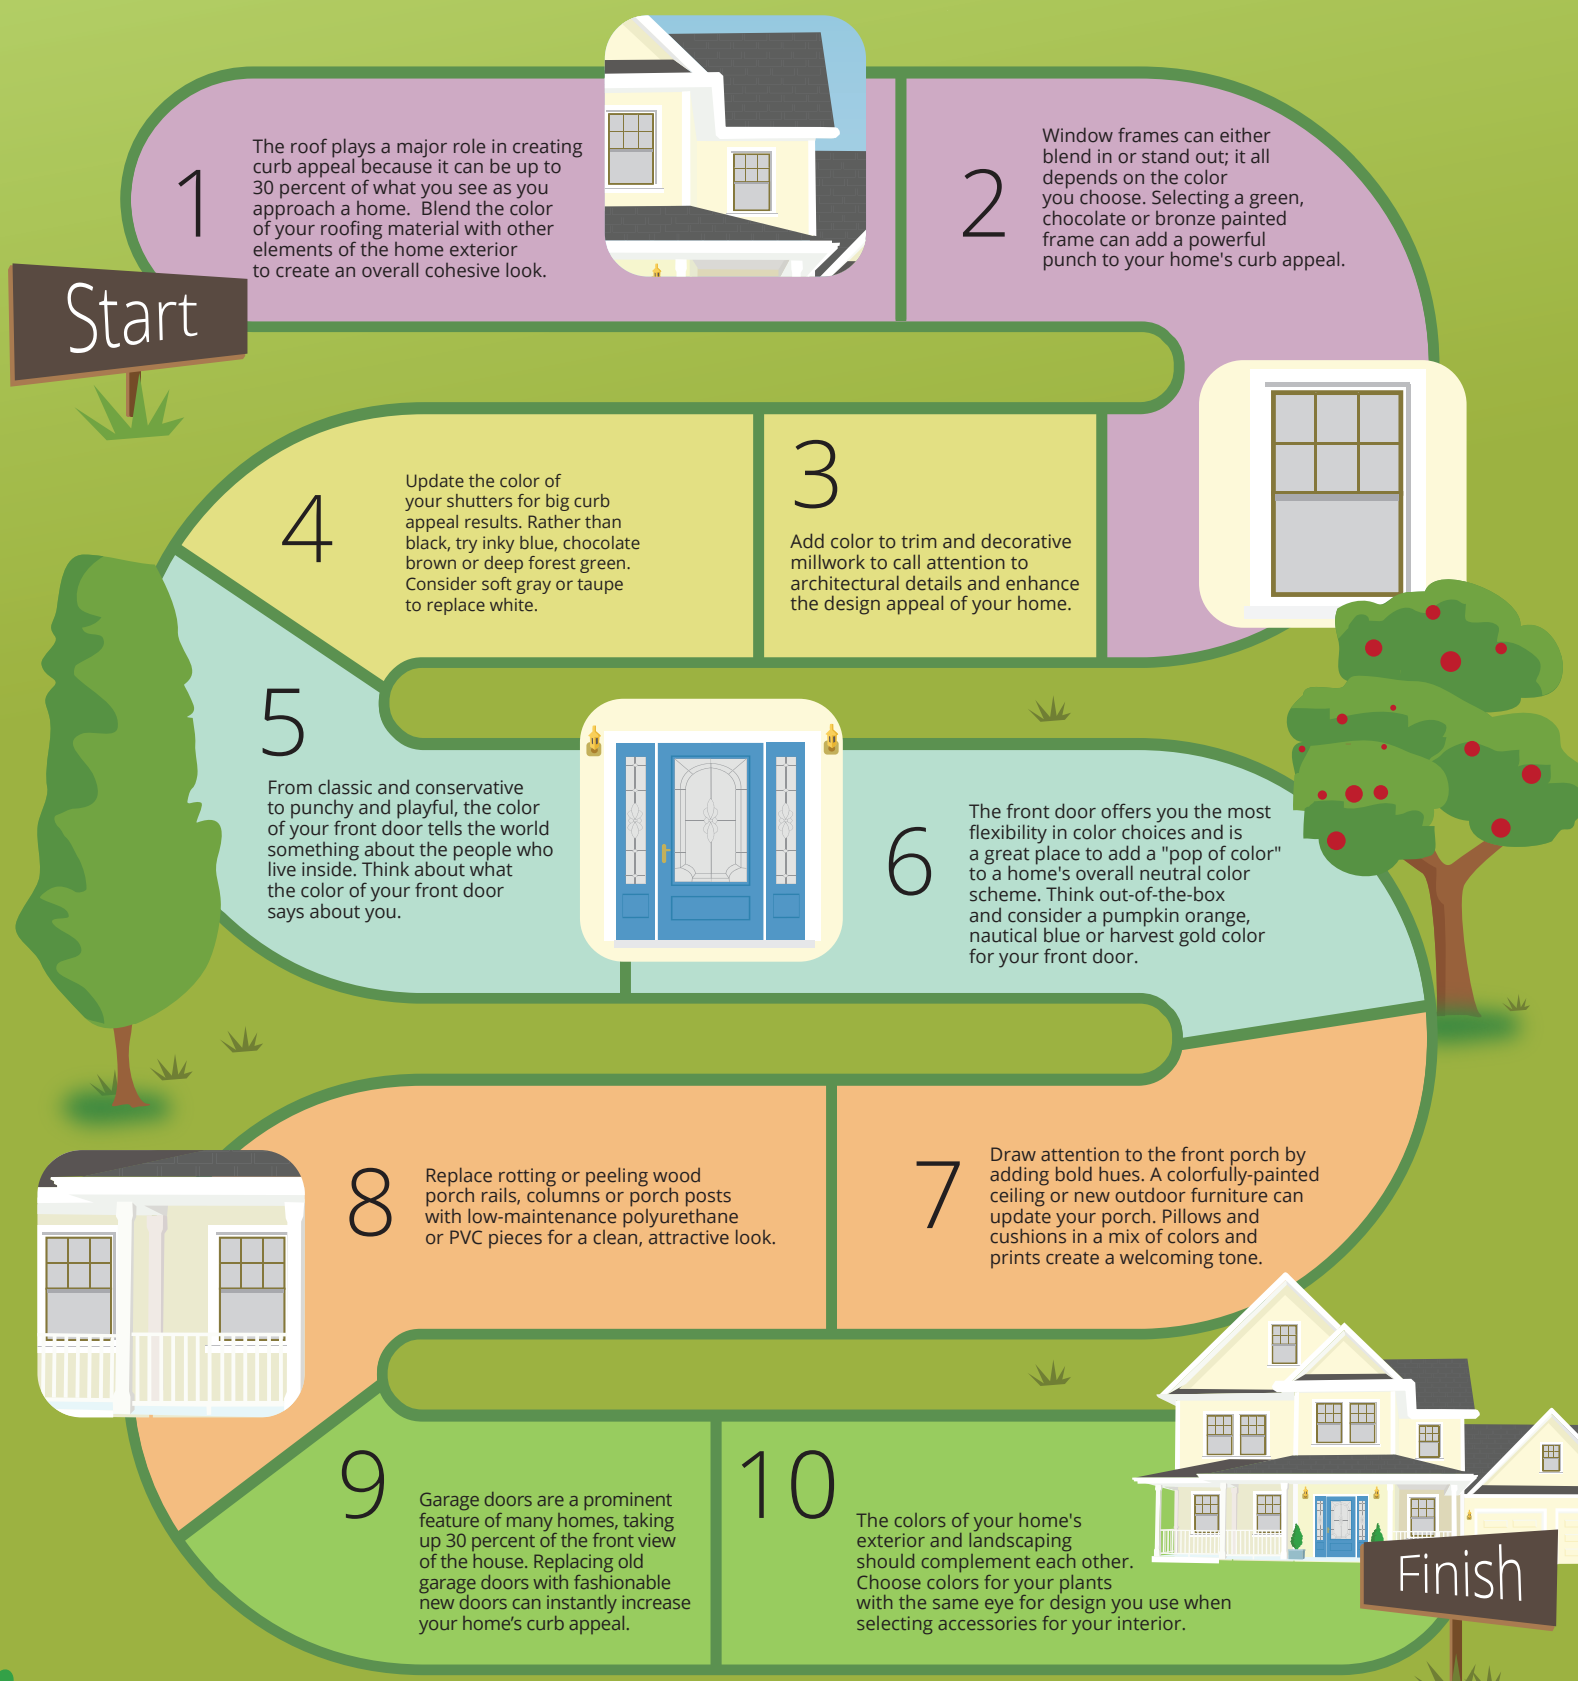 Start
1
The roof plays a major role in creating
curb appeal because it can be up to
30 percent of what you see as you
approach a home.  Blend the color
of your roofing material with other
elements of the home exterior
to create an overall cohesive look.
2
Window frames can either
blend in or stand out; it all
depends on the color
you choose. Selecting a green,
chocolate or bronze painted
frame can add a powerful
punch to your home's curb appeal.
3
Add color to trim and decorative
millwork to call attention to
architectural details and enhance
the design appeal of your home.
4
Update the color of
your shutters for big curb
appeal results. Rather than
black, try inky blue, chocolate
brown or deep forest green.
Consider soft gray or taupe
to replace white.
5
From classic and conservative
to punchy and playful, the color
of your front door tells the world
something about the people who
live inside. Think about what
the color of your front door
says about you.
6
The front door offers you the most
flexibility in color choices and is
a great place to add a "pop of color"
to a home's overall neutral color
scheme. Think out-of-the-box
and consider a pumpkin orange,
nautical blue or harvest gold color
for your front door.
7
Draw attention to the front porch by
adding bold hues. A colorfully-painted
ceiling or new outdoor furniture can
update your porch. Pillows and
cushions in a mix of colors and
prints create a welcoming tone.
8
Replace rotting or peeling wood
porch rails, columns or porch posts
with low-maintenance polyurethane
or PVC pieces for a clean, attractive look.
9
Garage doors are a prominent
feature of many homes, taking
up 30 percent of the front view
of the house. Replacing old
garage doors with fashionable
new doors can instantly increase
your home’s curb appeal.
10
The colors of your home's
exterior and landscaping
should complement each other.
Choose colors for your plants
with the same eye for design you use when
selecting accessories for your interior.
Finish